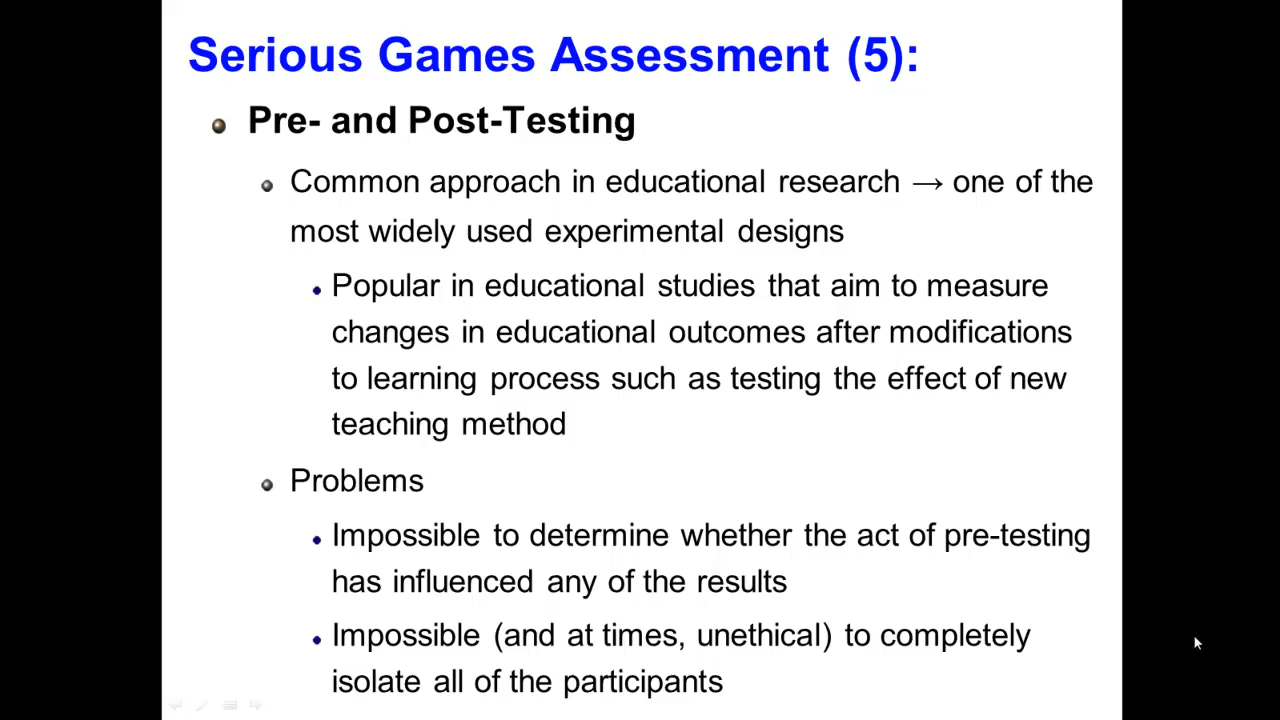 Serious Games Assessment (5):
Pre- and Post-Testing
Common approach in educational research → one of the
most widely used experimental designs
Popular in educational studies that aim to measure
changes in educational outcomes after modifications
to learning process such as testing the effect of new
teaching method
Problems
Impossible to determine whether the act of pre-testing
has influenced any of the results
Impossible (and at times, unethical) to completely
isolate all of the participants